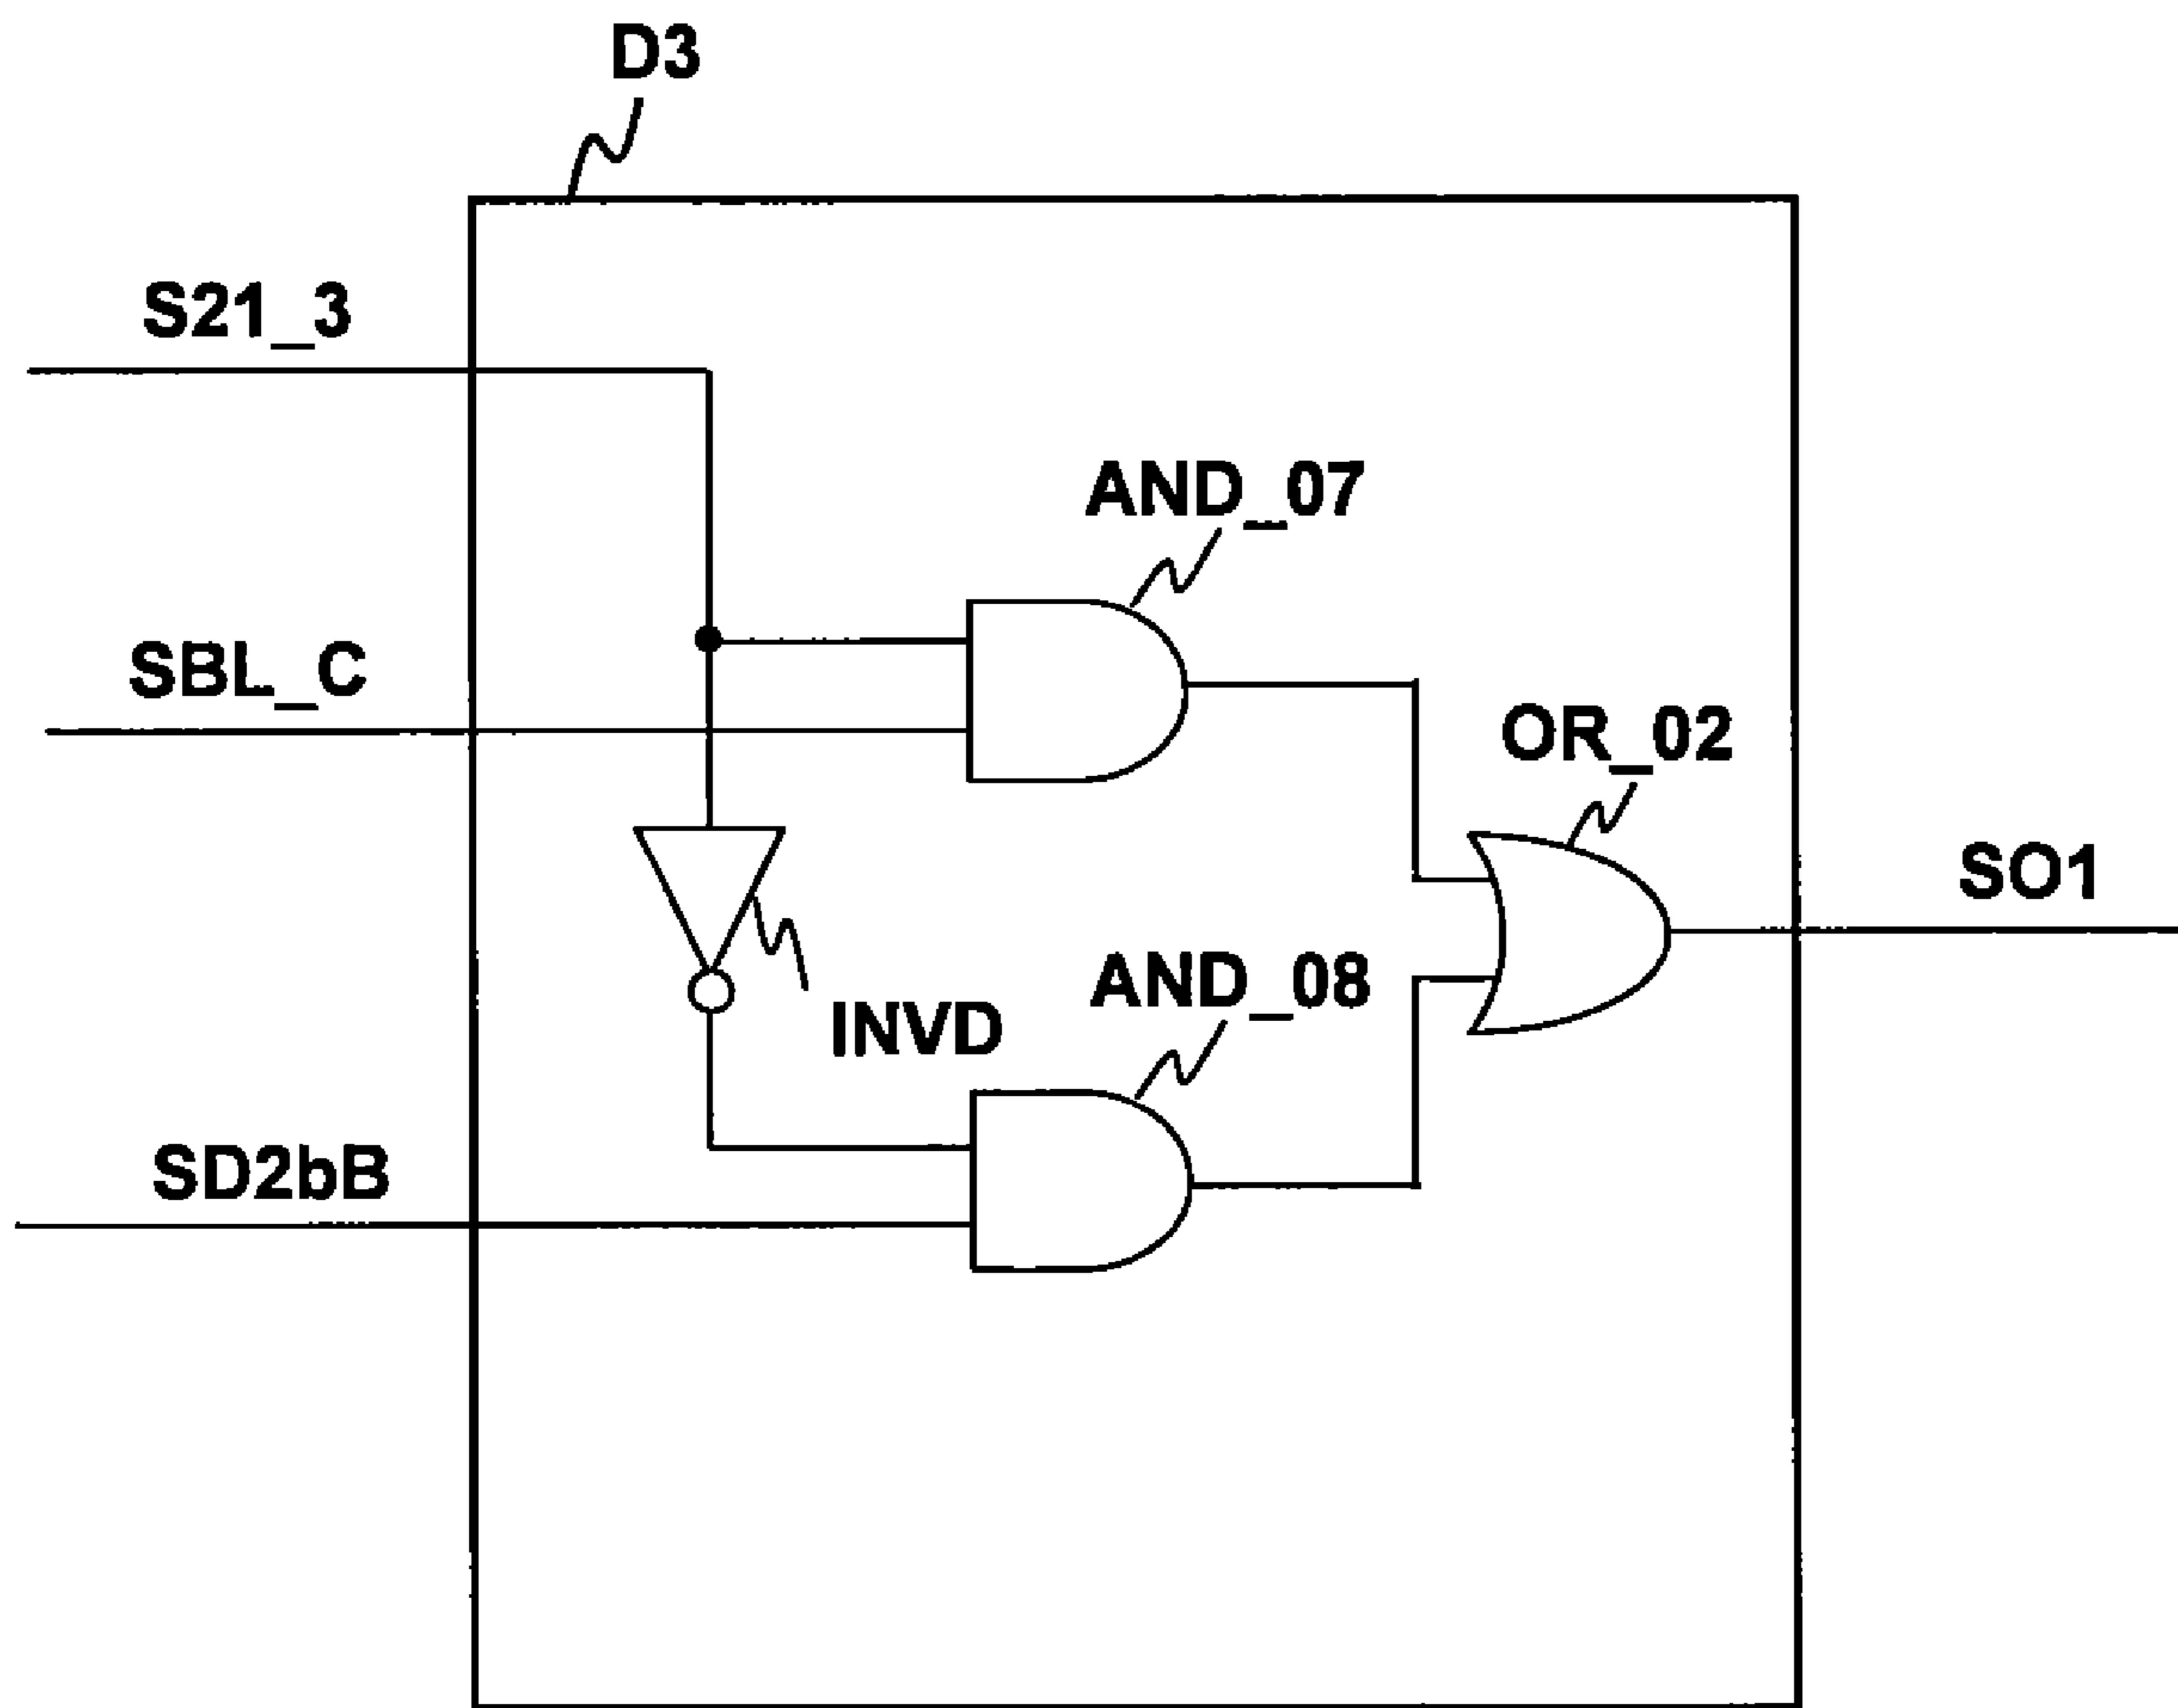 D3
S21_3
AND_07
SBL_C
OR_02
SO1
AND_08
INVD
SD2bB